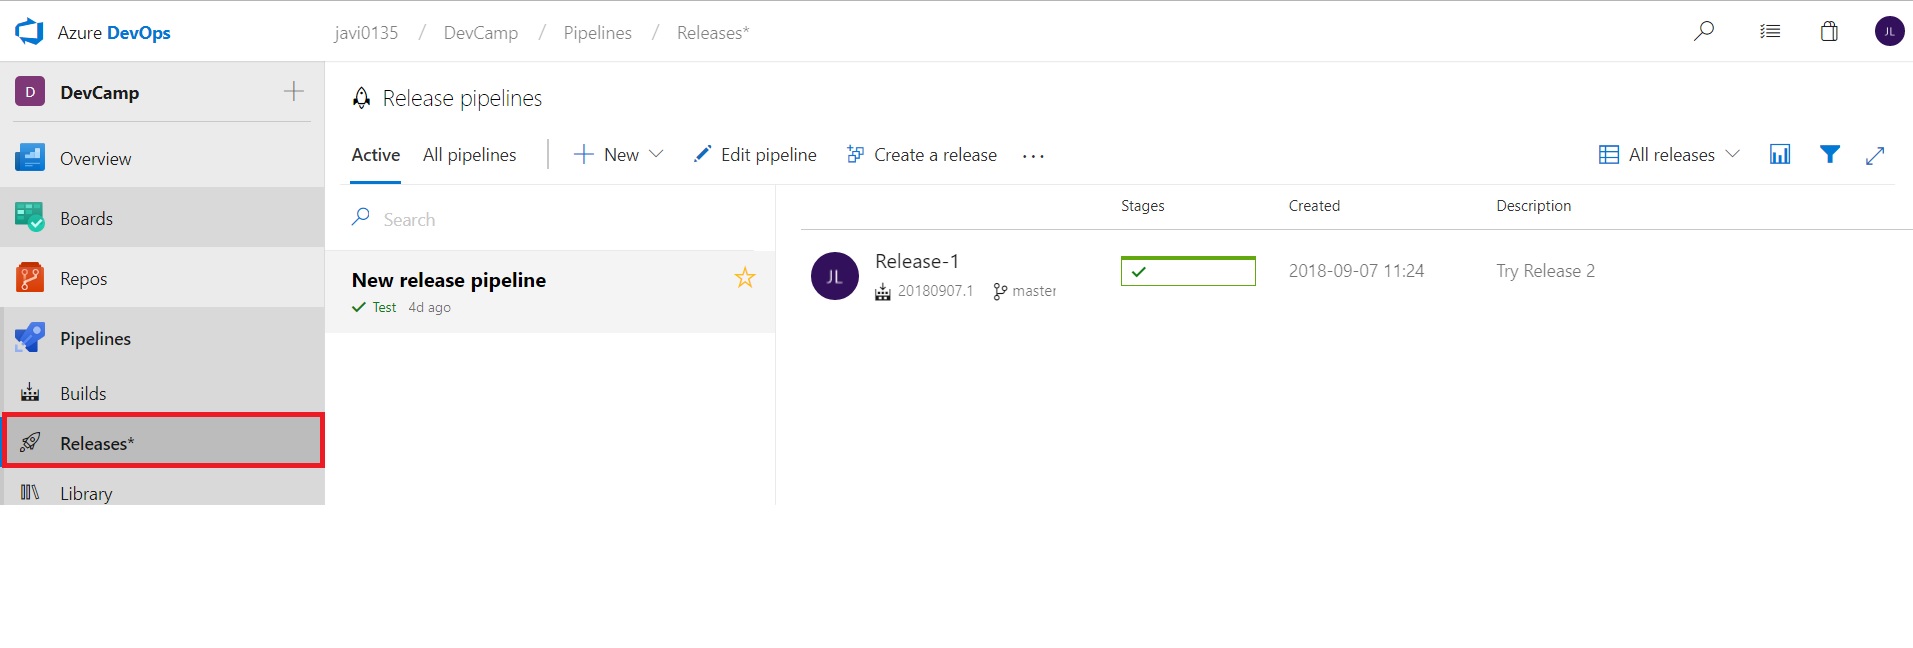 Azure DevOps
javi0135 / DevCamp / Pipelines / Releases*
JL
D DevCamp
Overview
Boards
Repos
Pipelines
Builds
Releases*
Library
Release pipelines
Active All pipelines New Edit pipeline Create a release ... All releases
Search
New release pipeline
Test 4d ago
Stages Created Description
JL Release-1 2018-09-07 11:24 Try Release 2
20180907.1 master